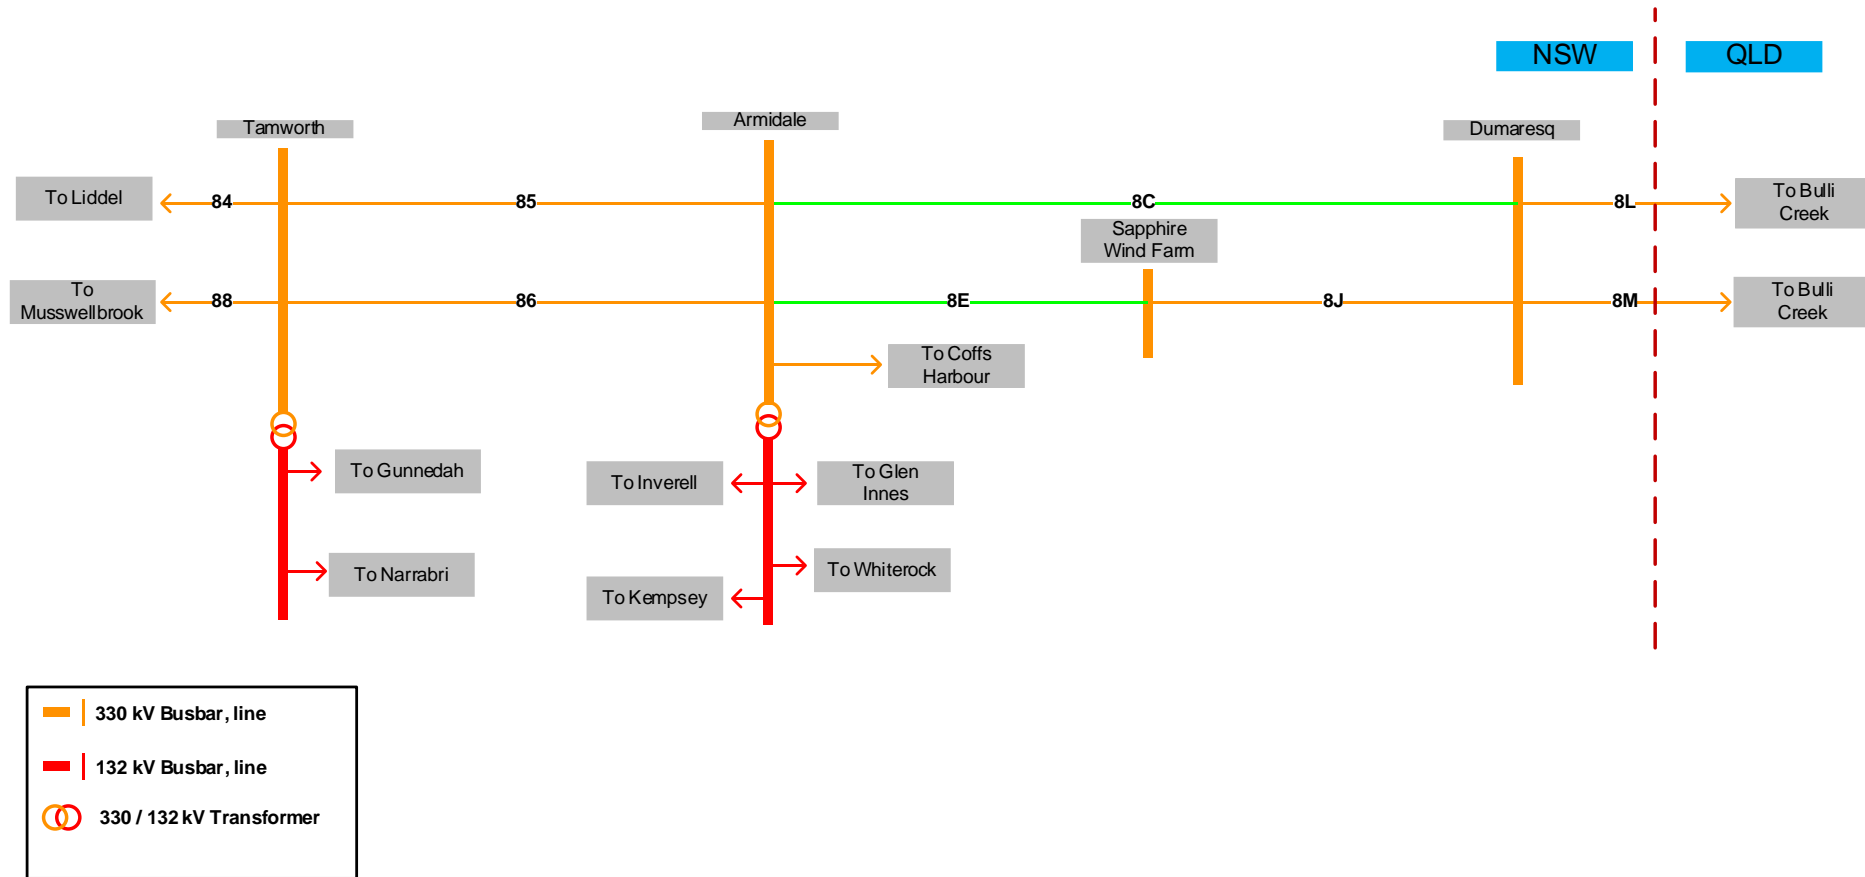 NSW
QLD
Tamworth
Armidale
Dumaresq
To Liddel
84
85
8C
8L
To Bulli
Creek
Sapphire
Wind Farm
To
Musswellbrook
88
86
8E
8J
8M
To Bulli
Creek
To Coffs
Harbour
To Gunnedah
To Inverell
To Glen
Innes
To Narrabri
To Whiterock
To Kempsey
330 kV Busbar, line
132 kV Busbar, line
330 / 132 kV Transformer